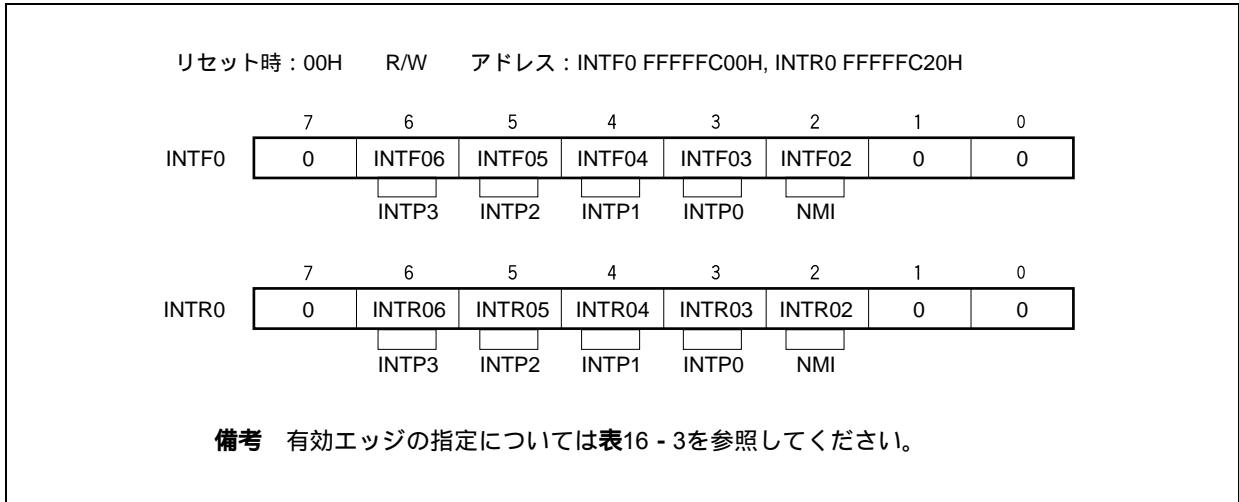 リセット時：00H R/W アドレス：INTF0 FFFFFC00H, INTR0 FFFFFC20H
7 6 5 4 3 2 1 0
INTF0 0 INTF06 INTF05 INTF04 INTF03 INTF02 0 0
INTP3 INTP2 INTP1 INTP0 NMI
7 6 5 4 3 2 1 0
INTR0 0 INTR06 INTR05 INTR04 INTR03 INTR02 0 0
INTP3 INTP2 INTP1 INTP0 NMI
備考 有効エッジの指定については表16－3を参照してください。